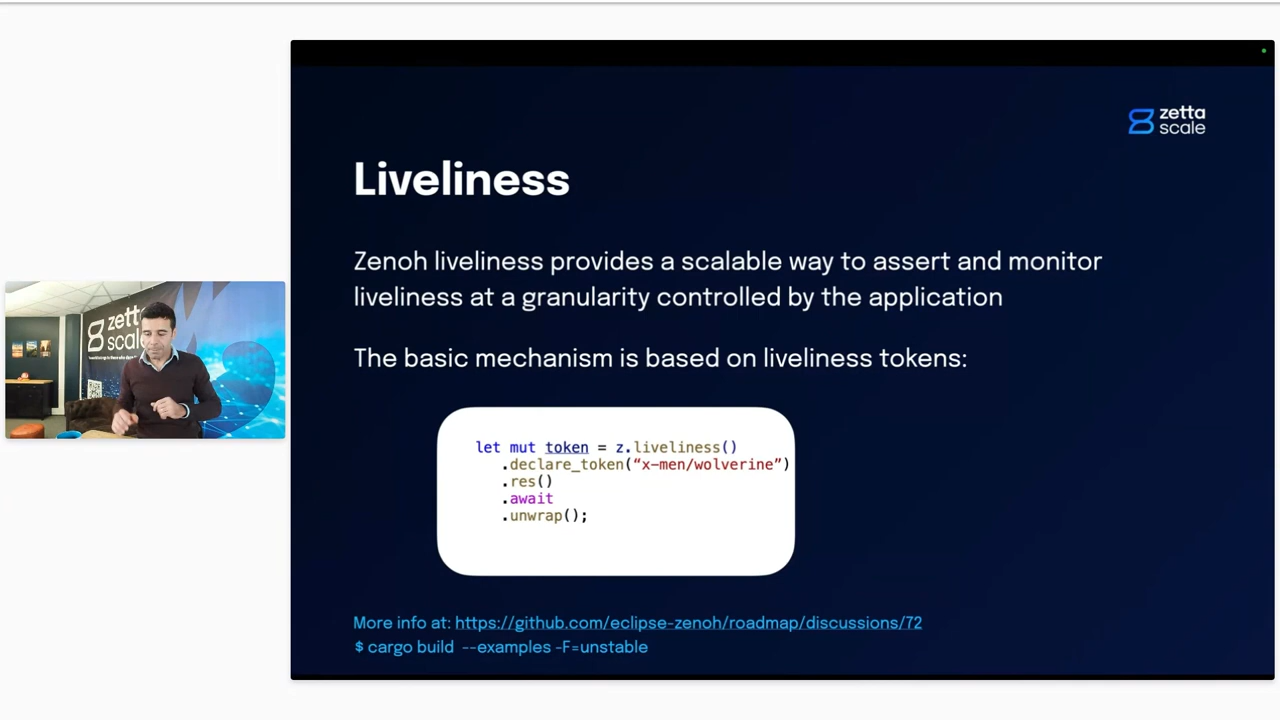 zetta
scale
Liveliness
Zenoh liveliness provides a scalable way to assert and monitor
liveliness at a granularity controlled by the application
The basic mechanism is based on liveliness tokens:
let mut token = z.liveliness()
.declare_token(“x-men/wolverine”)
.res()
.await
.unwrap();
More info at: https://github.com/eclipse-zenoh/roadmap/discussions/72
$ cargo build --examples -F=unstable
zett
scal